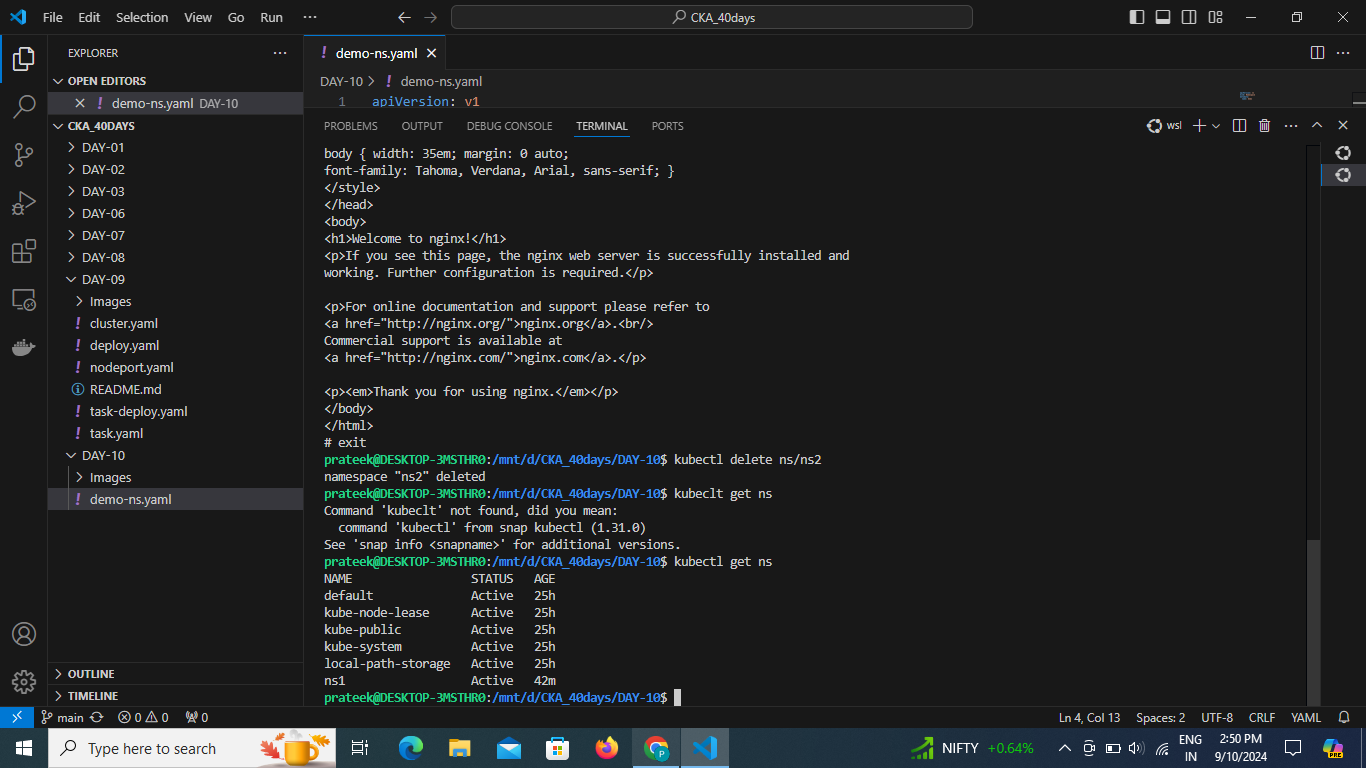 File Edit Selection View Go Run ··· CKA_40days
EXPLORER ···
OPEN EDITORS
demo-ns.yaml DAY-10
CKA_40DAYS
DAY-01
DAY-02
DAY-03
DAY-06
DAY-07
DAY-08
DAY-09
Images
! cluster.yaml
! deploy.yaml
! nodeport.yaml
README.md
! task-deploy.yaml
! task.yaml
DAY-10
Images
! demo-ns.yaml
OUTLINE
TIMELINE
! demo-ns.yaml
DAY-10 > ! demo-ns.yaml
1 apiVersion: v1
PROBLEMS OUTPUT DEBUG CONSOLE TERMINAL PORTS wsl
body { width: 35em; margin: 0 auto;
font-family: Tahoma, Verdana, Arial, sans-serif; }
</style>
</head>
<body>
<h1>Welcome to nginx!</h1>
<p>If you see this page, the nginx web server is successfully installed and
working. Further configuration is required.</p>
<p>For online documentation and support please refer to
<a href="http://nginx.org/">nginx.org</a>.<br/>
Commercial support is available at
<a href="http://nginx.com/">nginx.com</a>.</p>
<p><em>Thank you for using nginx.</em></p>
</body>
</html>
# exit
prateek@DESKTOP-3MSTHR0:/mnt/d/CKA_40days/DAY-10$ kubectl delete ns/ns2
namespace "ns2" deleted
prateek@DESKTOP-3MSTHR0:/mnt/d/CKA_40days/DAY-10$ kubeclt get ns
Command 'kubeclt' not found, did you mean:
command 'kubectl' from snap kubectl (1.31.0)
See 'snap info <snapname>' for additional versions.
prateek@DESKTOP-3MSTHR0:/mnt/d/CKA_40days/DAY-10$ kubectl get ns
NAME STATUS AGE
default Active 25h
kube-node-lease Active 25h
kube-public Active 25h
kube-system Active 25h
local-path-storage Active 25h
ns1 Active 42m
prateek@DESKTOP-3MSTHR0:/mnt/d/CKA_40days/DAY-10$
main 0 0 0 Ln 4, Col 13 Spaces: 2 UTF-8 CRLF YAML
Type here to search NIFTY +0.64% ENG IN 2:50 PM 9/10/2024